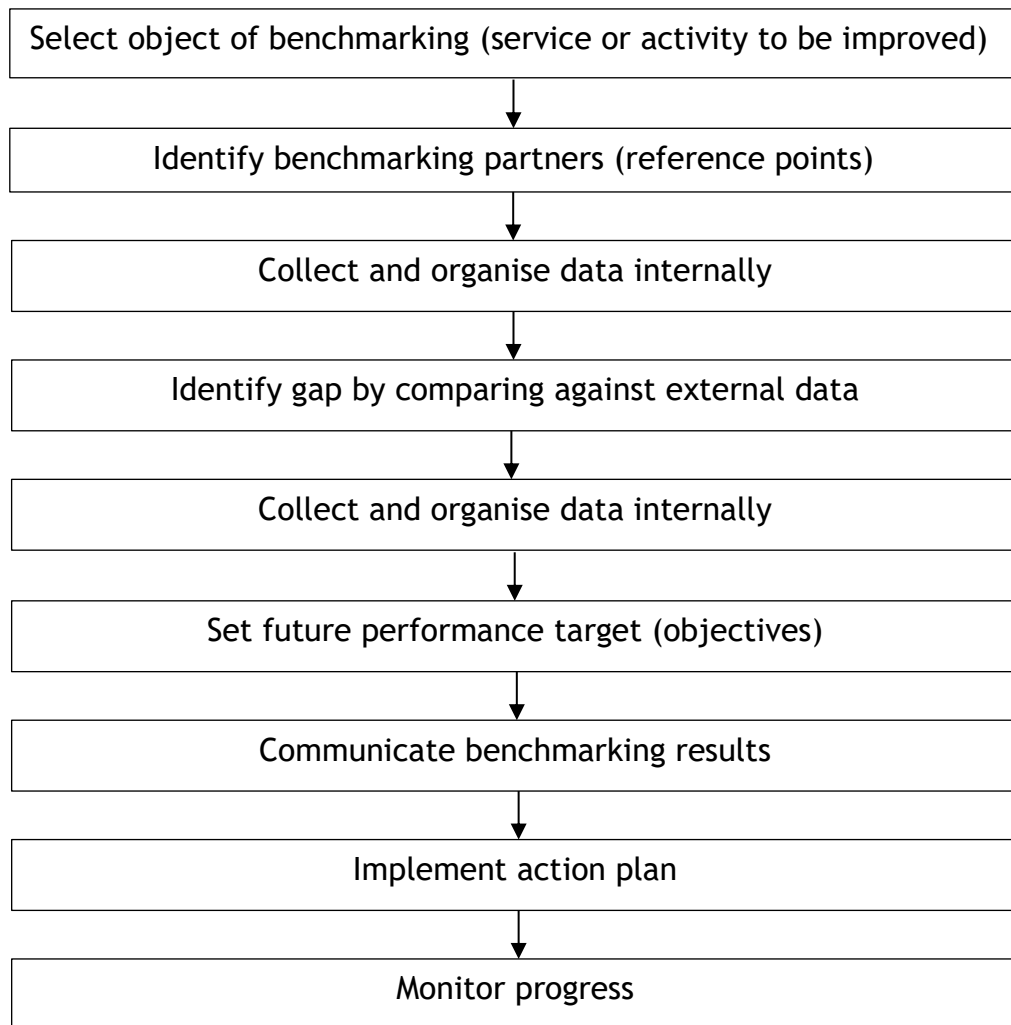 Select object of benchmarking (service or activity to be improved)
Identify benchmarking partners (reference points)
Collect and organise data internally
Identify gap by comparing against external data
Collect and organise data internally
Set future performance target (objectives)
Communicate benchmarking results
Implement action plan
Monitor progress